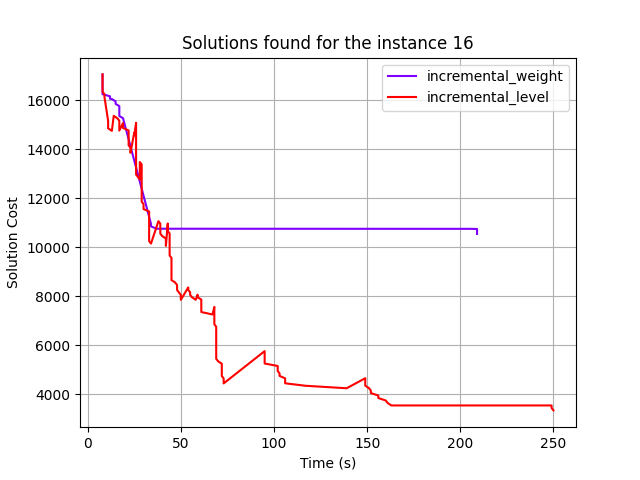 Solutions found for the instance 16
incremental_weight
incremental_level
Solution Cost
16000
14000
12000
10000
8000
6000
4000
0 50 100 150 200 250
Time (s)